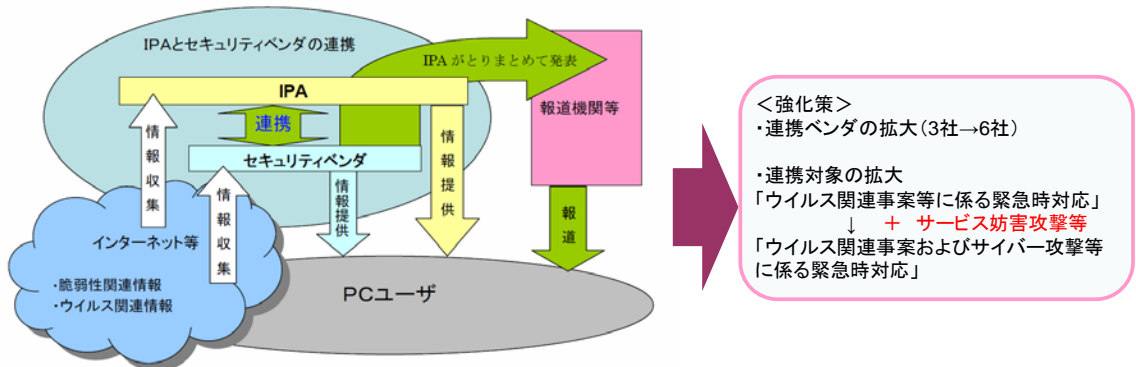 IPAとセキュリティベンダの連携
IPAがとりまとめて発表
IPA
報道機関等
連携
セキュリティベンダ
情報収集
情報収集
情報提供
情報提供
報道
インターネット等
・脆弱性関連情報
・ウイルス関連情報
PCユーザ
＜強化策＞
・連携ベンダの拡大（3社→6社）
・連携対象の拡大
「ウイルス関連事案等に係る緊急時対応」
↓　＋　サービス妨害攻撃等
「ウイルス関連事案およびサイバー攻撃等
に係る緊急時対応」